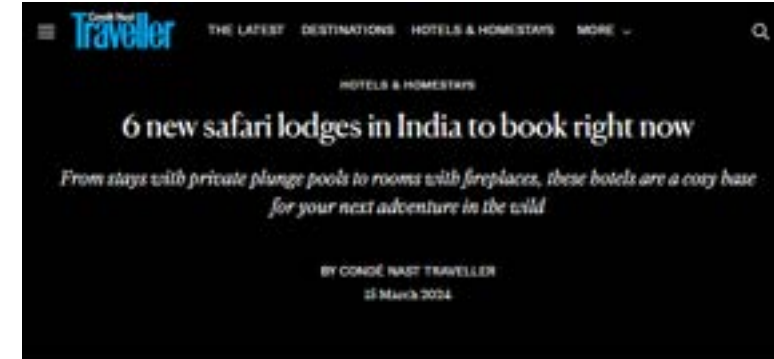 Condé Nast
Traveller
THE LATEST DESTINATIONS HOTELS & HOMESTAYS MORE
HOTELS & HOMESTAYS
6 new safari lodges in India to book right now
From stays with private plunge pools to rooms with fireplaces, these hotels are a cosy base
for your next adventure in the wild
BY CONDÉ NAST TRAVELLER
15 March 2024